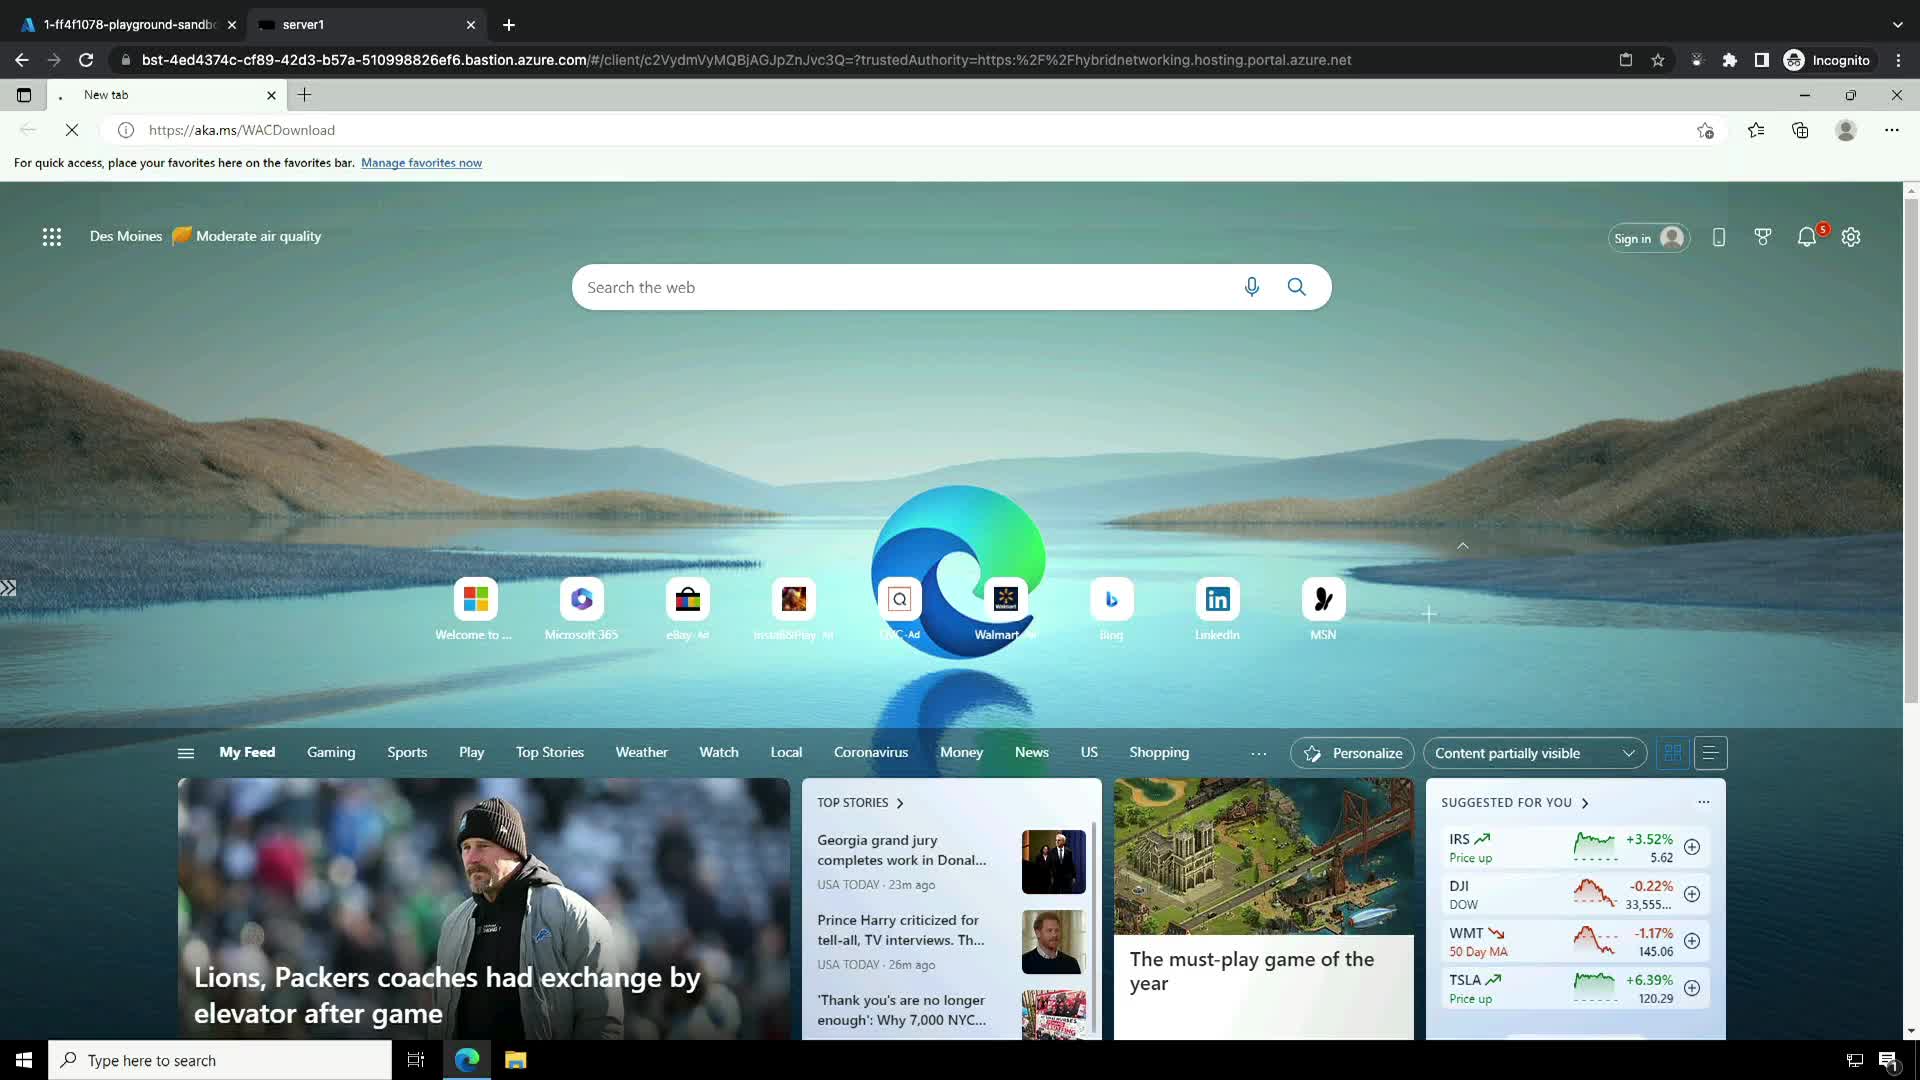 1-ff4f1078-playground-sandbo
server1
bst-4ed4374c-cf89-42d3-b57a-510998826ef6.bastion.azure.com/#/client/c2VydmVyMQBjAGJpZnJvc3Q=?trustedAuthority=https:%2F%2Fhybridnetworking.hosting.portal.azure.net
Incognito
New tab
https://aka.ms/WACDownload
For quick access, place your favorites here on the favorites bar. Manage favorites now
Des Moines Moderate air quality
Sign in
5
Search the web
Welcome to ...
Microsoft 365
eBay · Ad
Install&Play · Ad
QVC · Ad
Walmart · Ad
Bing
LinkedIn
MSN
My Feed Gaming Sports Play Top Stories Weather Watch Local Coronavirus Money News US Shopping ... Personalize Content partially visible
TOP STORIES
Georgia grand jury
completes work in Donal...
USA TODAY · 23m ago
Prince Harry criticized for
tell-all, TV interviews. Th...
USA TODAY · 26m ago
'Thank you's are no longer
enough': Why 7,000 NYC...
Lions, Packers coaches had exchange by
elevator after game
The must-play game of the
year
SUGGESTED FOR YOU
IRS +3.52%
Price up 5.62
DJI -0.22%
DOW 33,555...
WMT -1.17%
50 Day MA 145.06
TSLA +6.39%
Price up 120.29
Type here to search
1